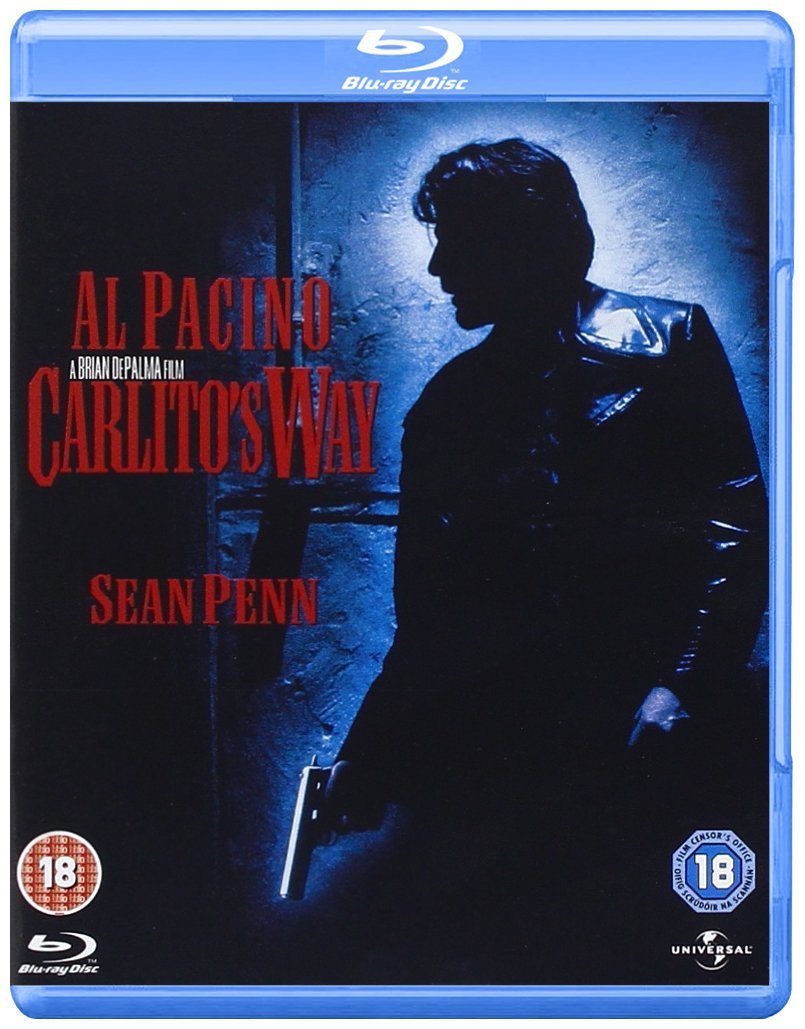 Blu-ray Disc
AL PACINO
A BRIAN DEPALMA FILM
CARLITO'S WAY
SEAN PENN
18
FILM CENSOR'S OFFICE
18
OIFIG SCRÚDÓIR NA SCANNÁN
Blu-ray Disc
UNIVERSAL